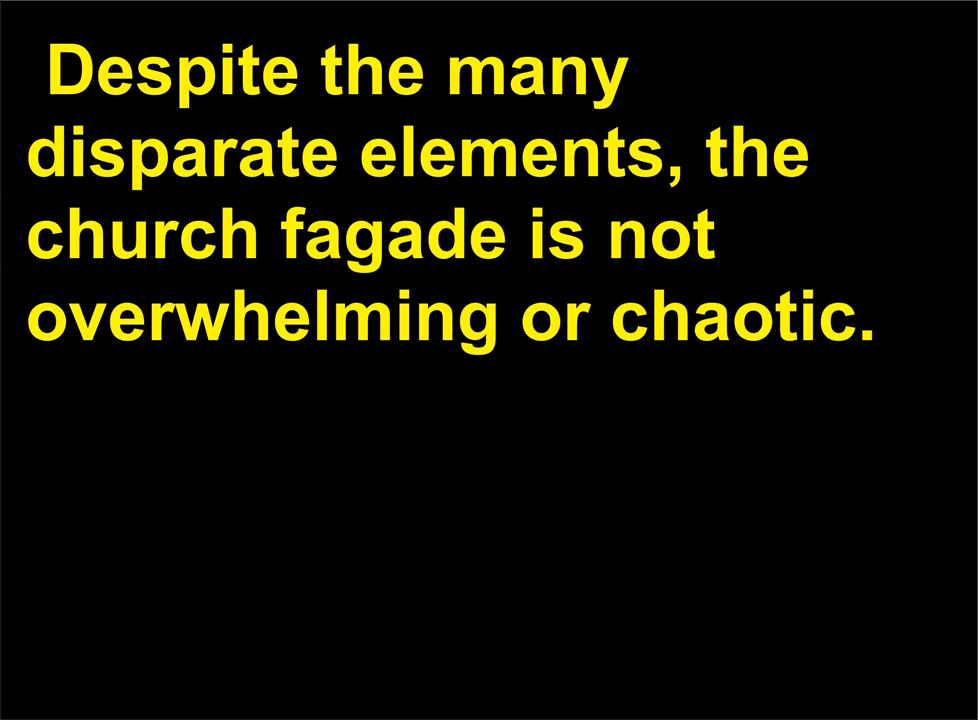 Despite the many
disparate elements, the
church fagade is not
overwhelming or chaotic.